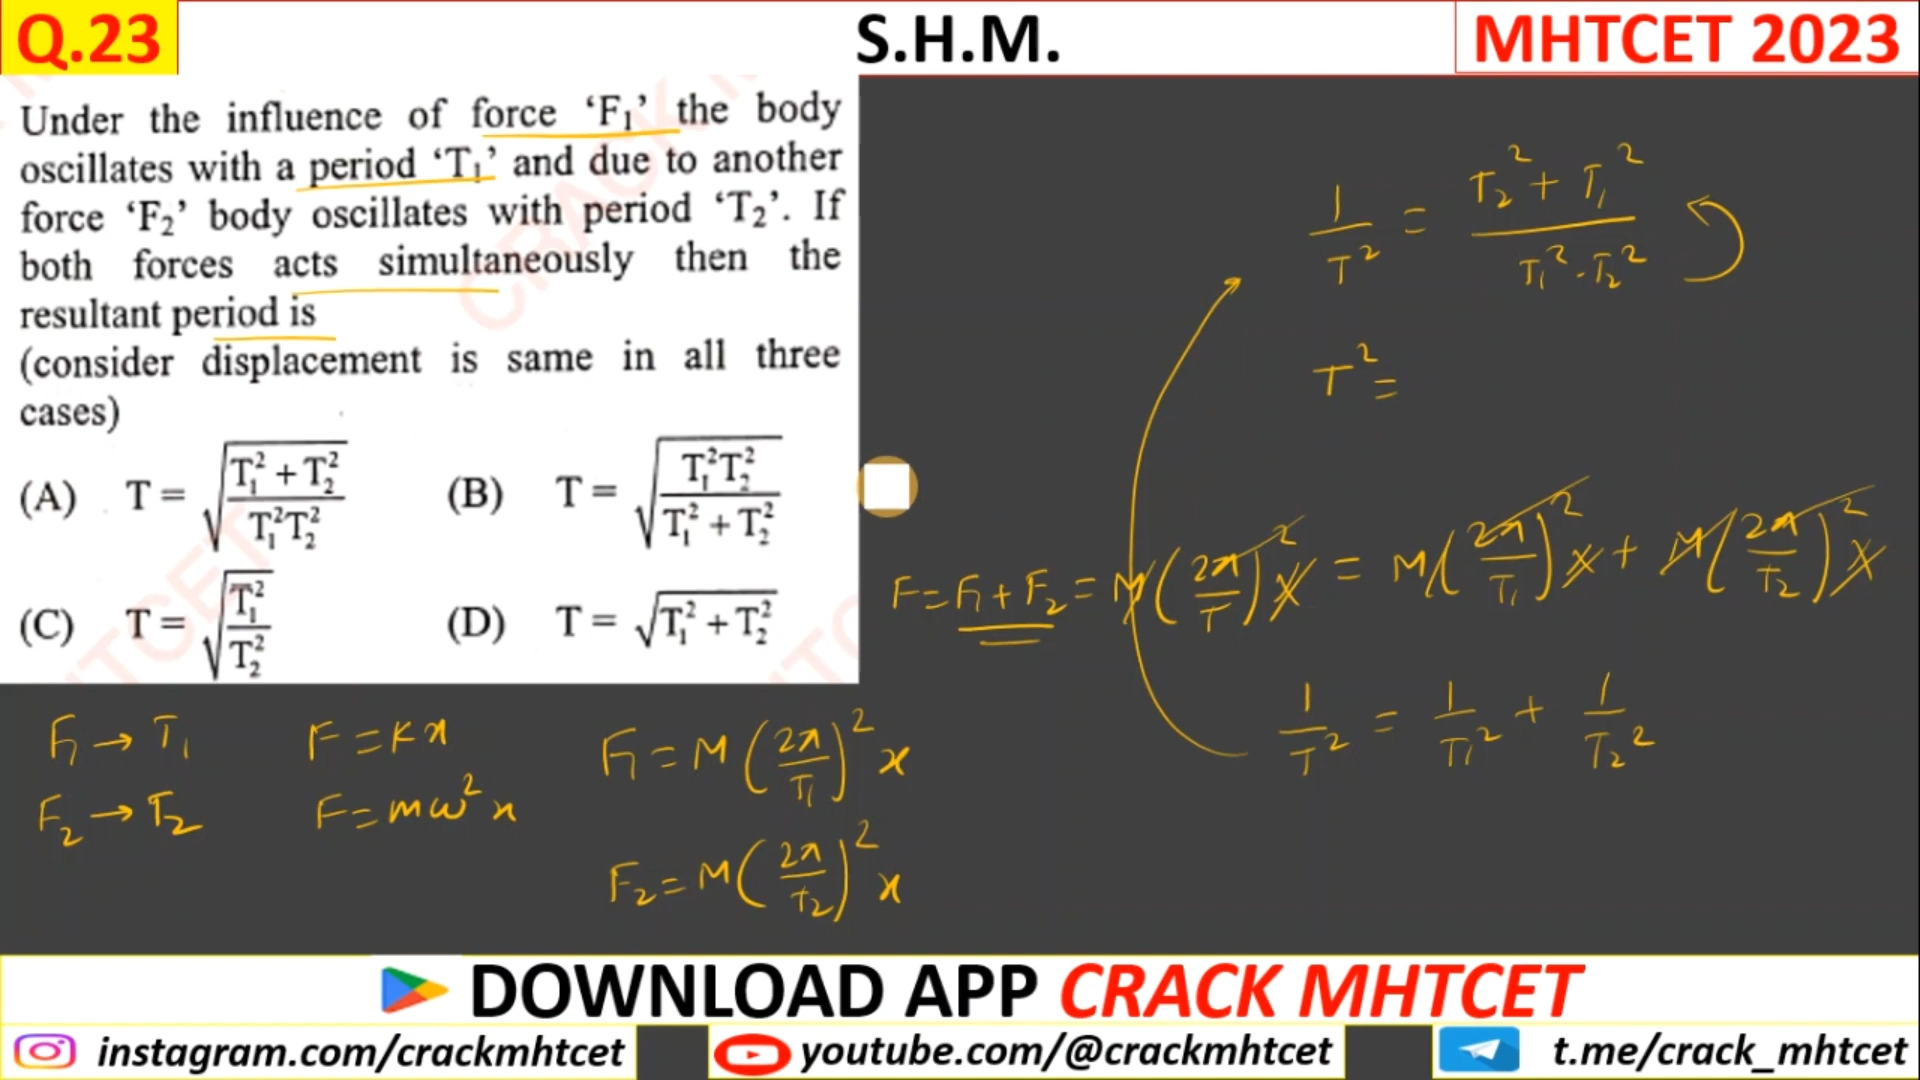 Q.23
S.H.M.
MHTCET 2023
Under the influence of force ‘F₁’ the body
oscillates with a period ‘T₁’ and due to another
force ‘F₂’ body oscillates with period ‘T₂’. If
both forces acts simultaneously then the
resultant period is
(consider displacement is same in all three
cases)
(A) T = √((T₁² + T₂²)/(T₁²T₂²)) (B) T = √((T₁²T₂²)/(T₁² + T₂²))
(C) T = √(T₁²/T₂²) (D) T = √(T₁² + T₂²)
1/T² = (T₂² + T₁²)/(T₁² · T₂²)
T² =
F = F₁ + F₂ = M(2π/T)² x = M(2π/T₁)² x + M(2π/T₂)² x
1/T² = 1/T₁² + 1/T₂²
F₁ → T₁ F = Kx F₁ = M(2π/T₁)² x
F₂ → T₂ F = mω² x
F₂ = M(2π/T₂)² x
DOWNLOAD APP CRACK MHTCET
instagram.com/crackmhtcet
youtube.com/@crackmhtcet
t.me/crack_mhtcet